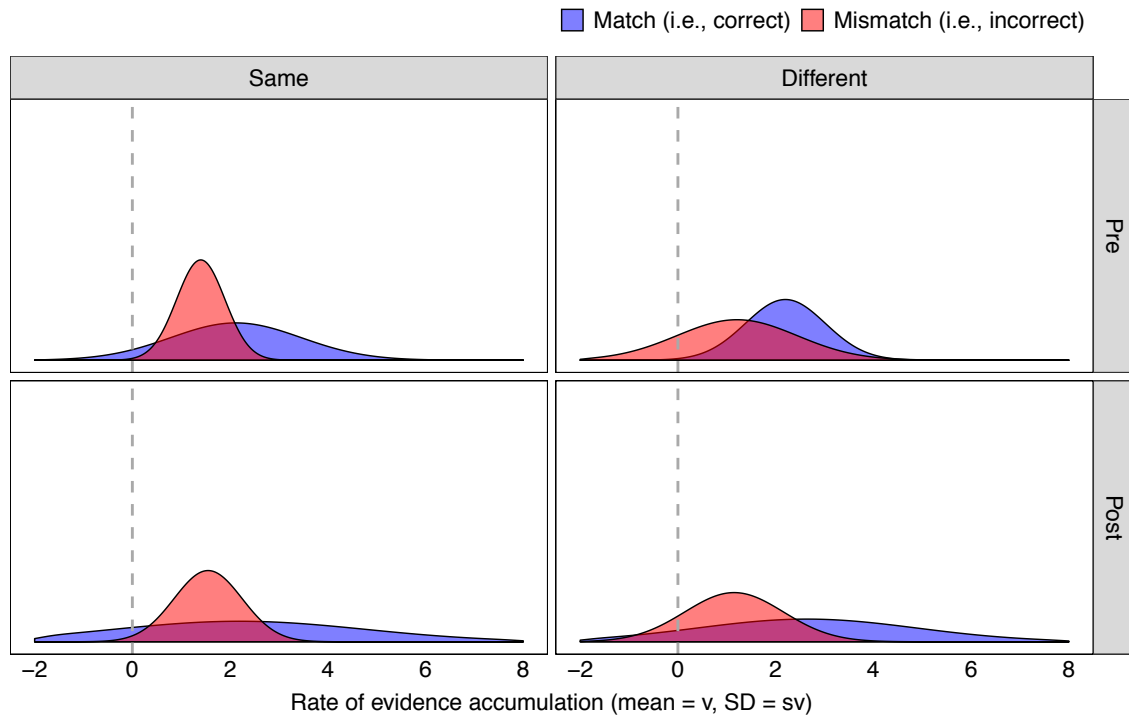 Match (i.e., correct) Mismatch (i.e., incorrect)
Same Different
Pre
Post
−2 0 2 4 6 8 −2 0 2 4 6 8
Rate of evidence accumulation (mean = v, SD = sv)